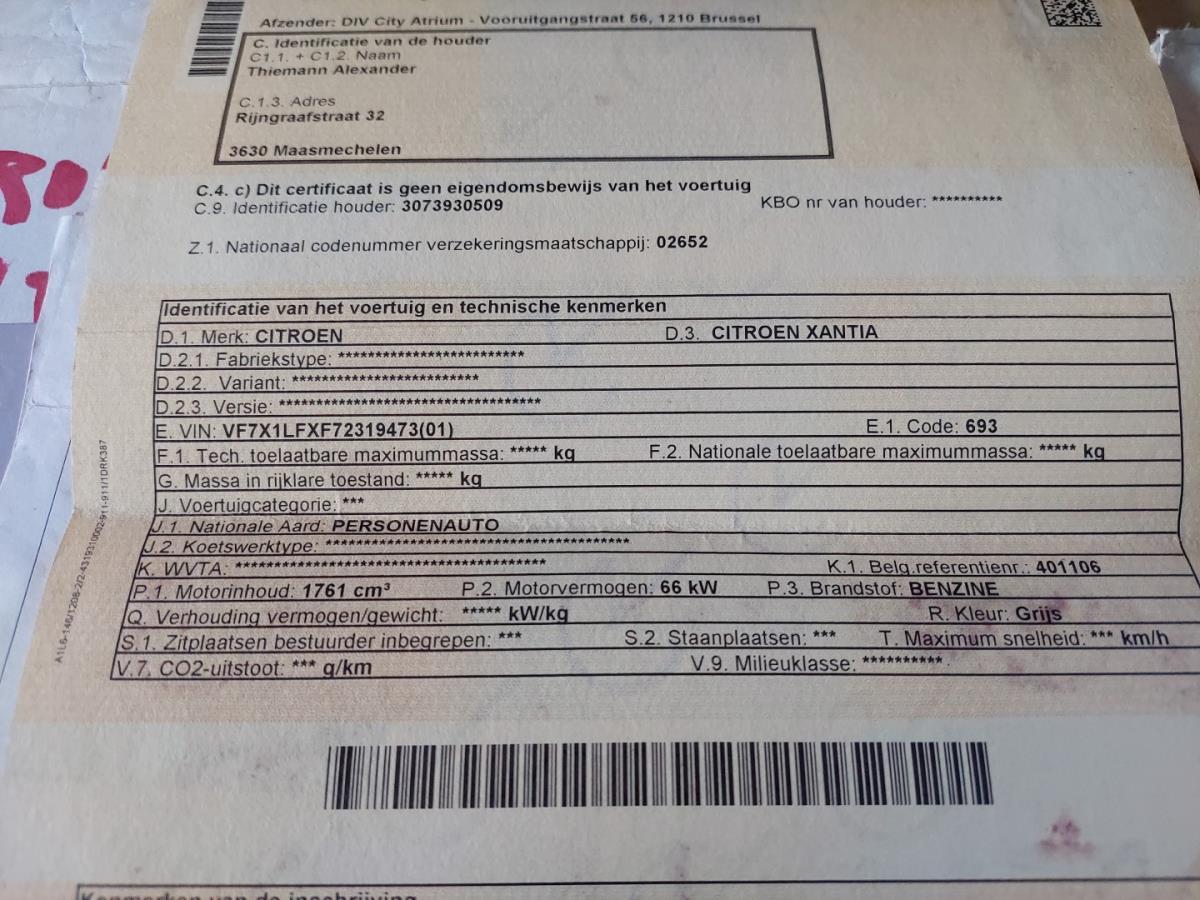 Afzender: DIV City Atrium - Vooruitgangstraat 56, 1210 Brussel
C. Identificatie van de houder
C1.1. + C1.2. Naam
Thiemann Alexander
C.1.3. Adres
Rijngraafstraat 32
3630 Maasmechelen
C.4. c) Dit certificaat is geen eigendomsbewijs van het voertuig
C.9. Identificatie houder: 3073930509 KBO nr van houder: **********
Z.1. Nationaal codenummer verzekeringsmaatschappij: 02652
Identificatie van het voertuig en technische kenmerken
D.1. Merk: CITROEN D.3. CITROEN XANTIA
D.2.1. Fabriekstype: *************************
D.2.2. Variant: *************************
D.2.3. Versie: ***********************************
E. VIN: VF7X1LFXF72319473(01) E.1. Code: 693
F.1. Tech. toelaatbare maximummassa: ***** kg F.2. Nationale toelaatbare maximummassa: ***** kg
G. Massa in rijklare toestand: ***** kg
J. Voertuigcategorie: ***
J.1. Nationale Aard: PERSONENAUTO
J.2. Koetswerktype: ****************************************
K. WVTA: ****************************************** K.1. Belg.referentienr.: 401106
P.1. Motorinhoud: 1761 cm³ P.2. Motorvermogen: 66 kW P.3. Brandstof: BENZINE
Q. Verhouding vermogen/gewicht: ***** kW/kg R. Kleur: Grijs
S.1. Zitplaatsen bestuurder inbegrepen: *** S.2. Staanplaatsen: *** T. Maximum snelheid: *** km/h
V.7. CO2-uitstoot: *** g/km V.9. Milieuklasse: **********
Kenmerken van de inschrijving